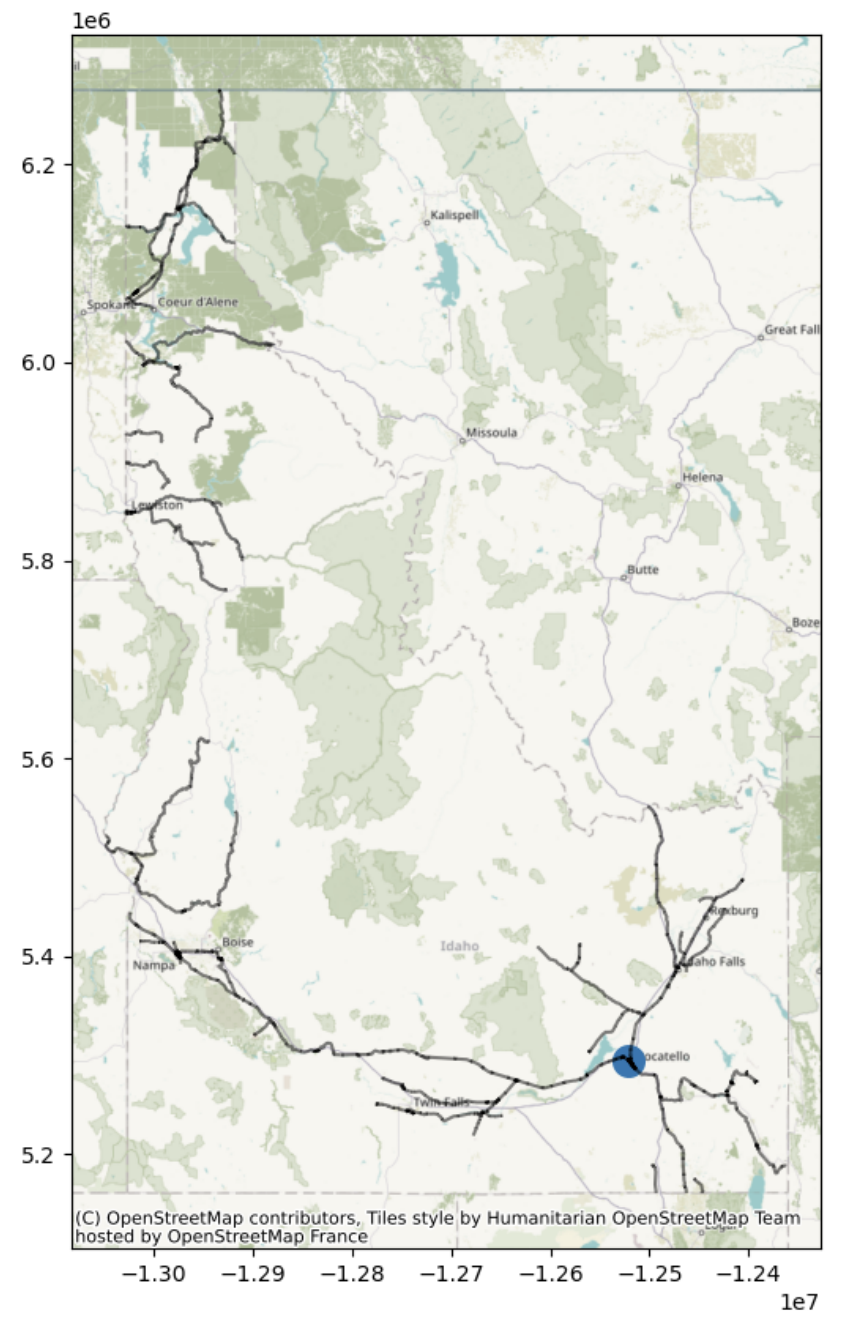 1e6
il
6.2
Kalispell
Spokane
Coeur d'Alene
Great Fall
6.0
Missoula
Helena
Lewiston
5.8
Butte
Boze
5.6
Rexburg
Boise
Idaho
5.4
Nampa
daho Falls
ocatello
5.2
Twin Falls
Logan
(C) OpenStreetMap contributors, Tiles style by Humanitarian OpenStreetMap Team
hosted by OpenStreetMap France
−1.30 −1.29 −1.28 −1.27 −1.26 −1.25 −1.24
1e7